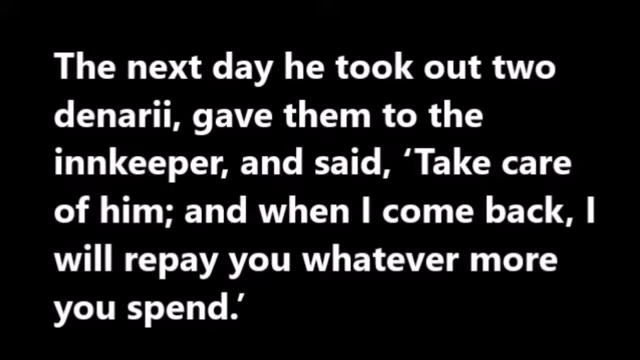 The next day he took out two
denarii, gave them to the
innkeeper, and said, ‘Take care
of him; and when I come back, I
will repay you whatever more
you spend.’